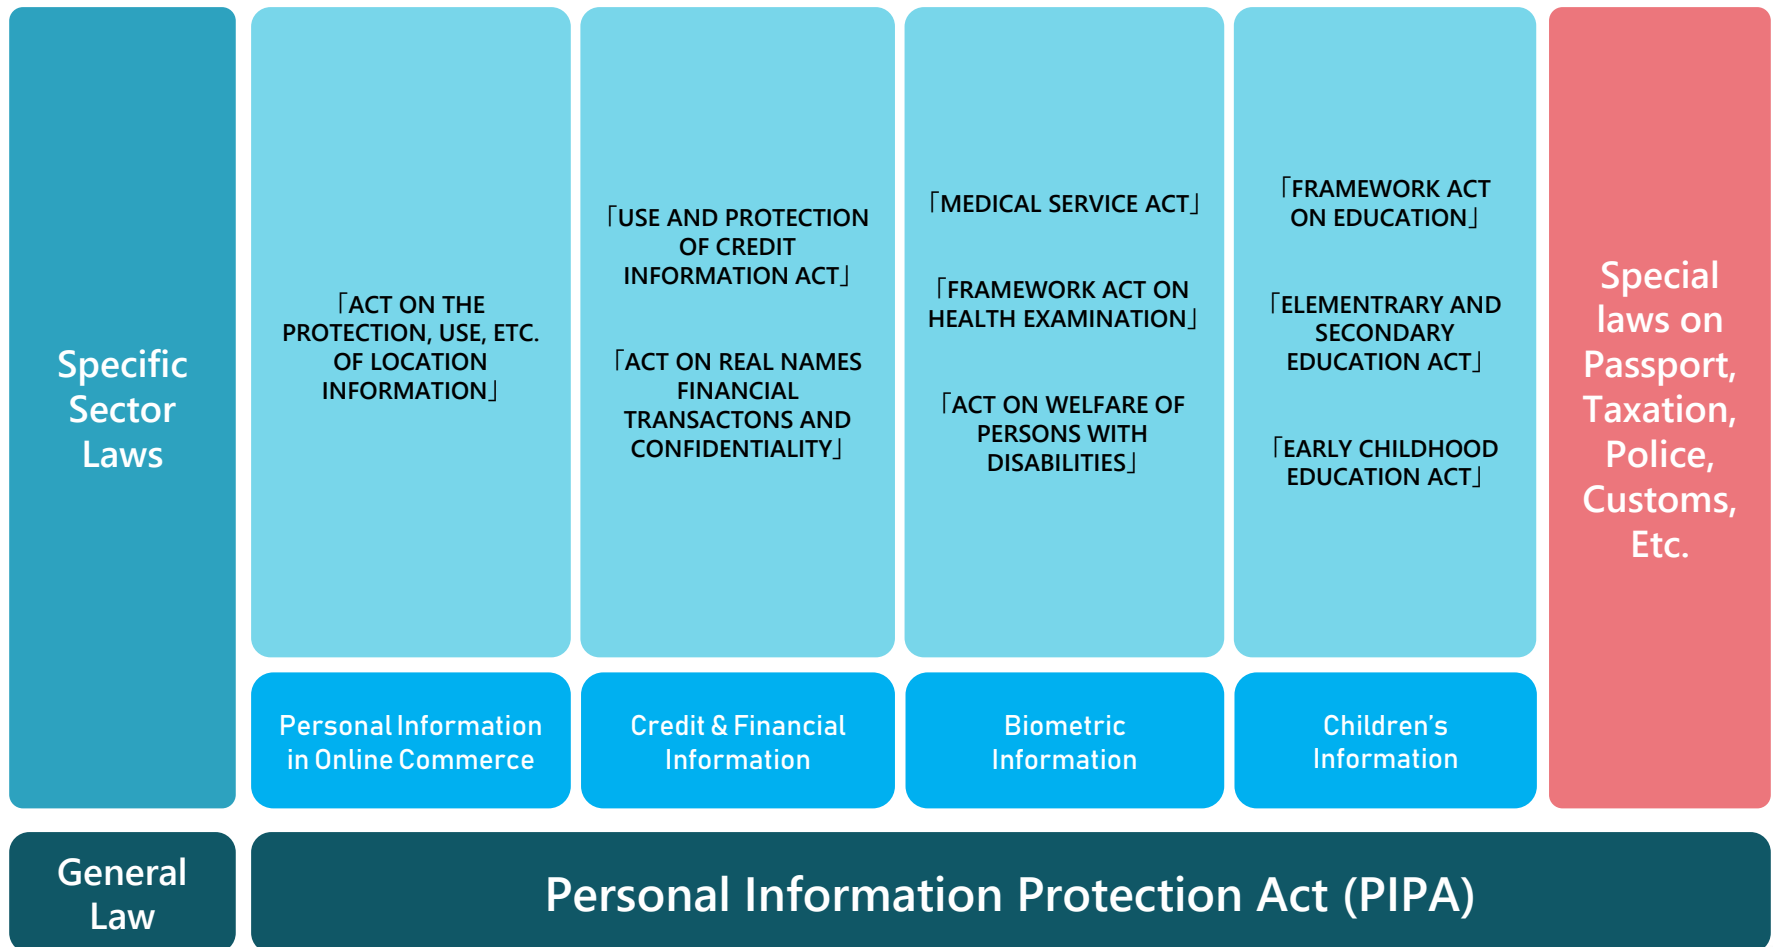 Specific
Sector
Laws
「ACT ON THE
PROTECTION, USE, ETC.
OF LOCATION
INFORMATION」
「USE AND PROTECTION
OF CREDIT
INFORMATION ACT」
「ACT ON REAL NAMES
FINANCIAL
TRANSACTONS AND
CONFIDENTIALITY」
「MEDICAL SERVICE ACT」
「FRAMEWORK ACT ON
HEALTH EXAMINATION」
「ACT ON WELFARE OF
PERSONS WITH
DISABILITIES」
「FRAMEWORK ACT
ON EDUCATION」
「ELEMENTRARY AND
SECONDARY
EDUCATION ACT」
「EARLY CHILDHOOD
EDUCATION ACT」
Special
laws on
Passport,
Taxation,
Police,
Customs,
Etc.
Personal Information
in Online Commerce
Credit & Financial
Information
Biometric
Information
Children’s
Information
General
Law
Personal Information Protection Act (PIPA)